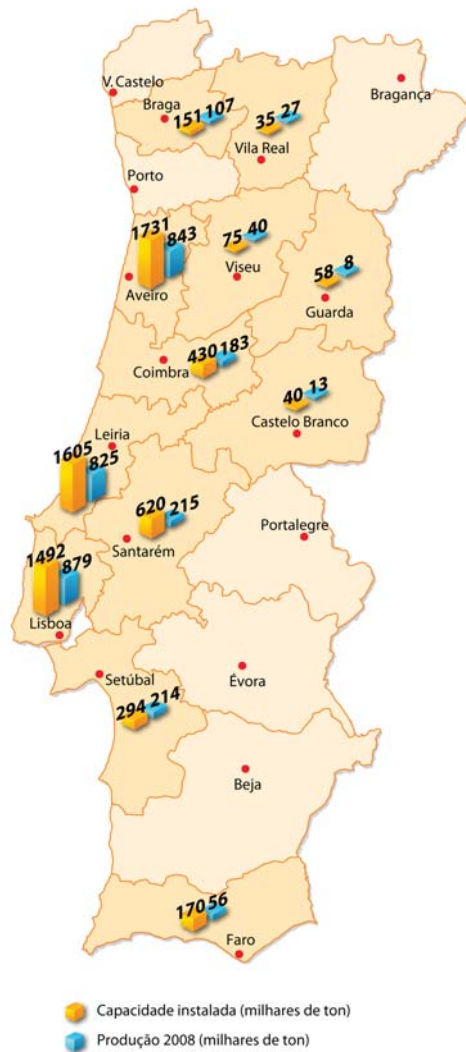 V. Castelo
Bragança
Braga
151 107
35 27
Vila Real
Porto
1731 843
75 40
58 8
Aveiro
Viseu
Guarda
Coimbra
430 183
40 13
Castelo Branco
Leiria
1605 825
620 215
Portalegre
Santarém
1492 879
Lisboa
Setúbal
Évora
294 214
Beja
170 56
Faro
Capacidade instalada (milhares de ton)
Produção 2008 (milhares de ton)